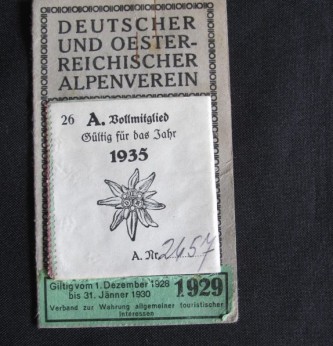 DEUTSCHER
UND OESTER-
REICHISCHER
ALPENVEREIN
26 A. Vollmitglied
Gültig für das Jahr
1935
A. Nr. 2657
Giltig vom 1. Dezember 1928
bis 31. Jänner 1930
1929
Verband zur Wahrung allgemeiner touristischer
Interessen